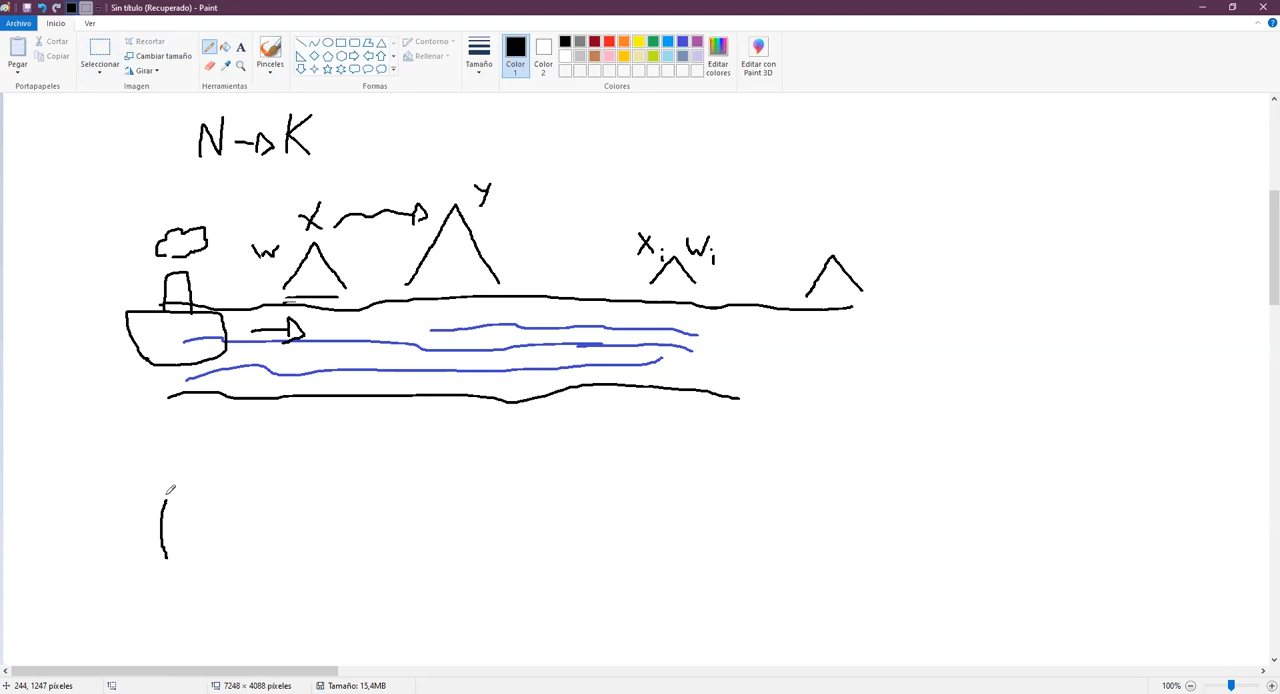 Sin título (Recuperado) - Paint
Archivo Inicio Ver
Pegar
Cortar
Copiar
Portapapeles
Seleccionar
Recortar
Cambiar tamaño
Girar
Imagen
A
Herramientas
Pinceles
Contorno
Rellenar
Formas
Tamaño
Color 1
Color 2
Editar colores
Colores
Editar con Paint 3D
N → K
y
x
w
xi wi
(
244, 1247 píxeles
7248 × 4088 píxeles
Tamaño: 15,4MB
100%